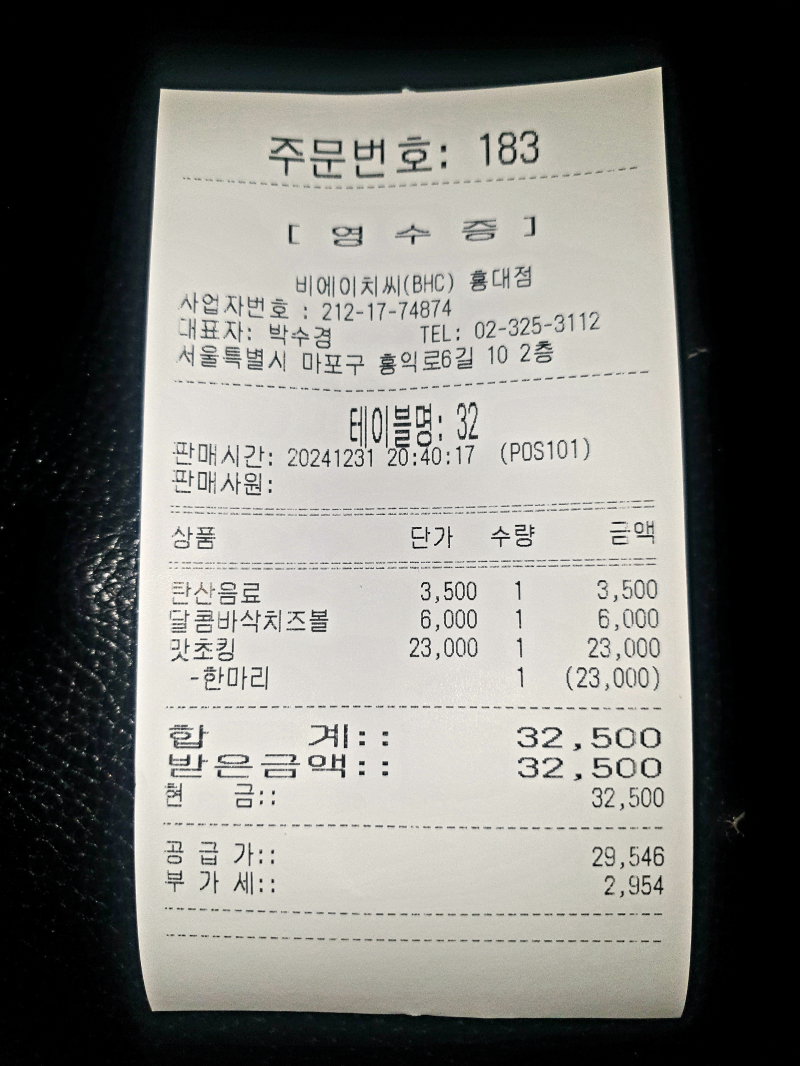 주문번호: 183
[ 영 수 증 ]
비에이치씨(BHC) 홍대점
사업자번호 : 212-17-74874
대표자: 박수경 TEL: 02-325-3112
서울특별시 마포구 홍익로6길 10 2층
테이블명: 32
판매시간: 20241231 20:40:17 (POS101)
판매사원:
상품 단가 수량 금액
탄산음료 3,500 1 3,500
달콤바삭치즈볼 6,000 1 6,000
맛초킹 23,000 1 23,000
-한마리 1 (23,000)
합 계:: 32,500
받은금액:: 32,500
현 금:: 32,500
공 급 가:: 29,546
부 가 세:: 2,954